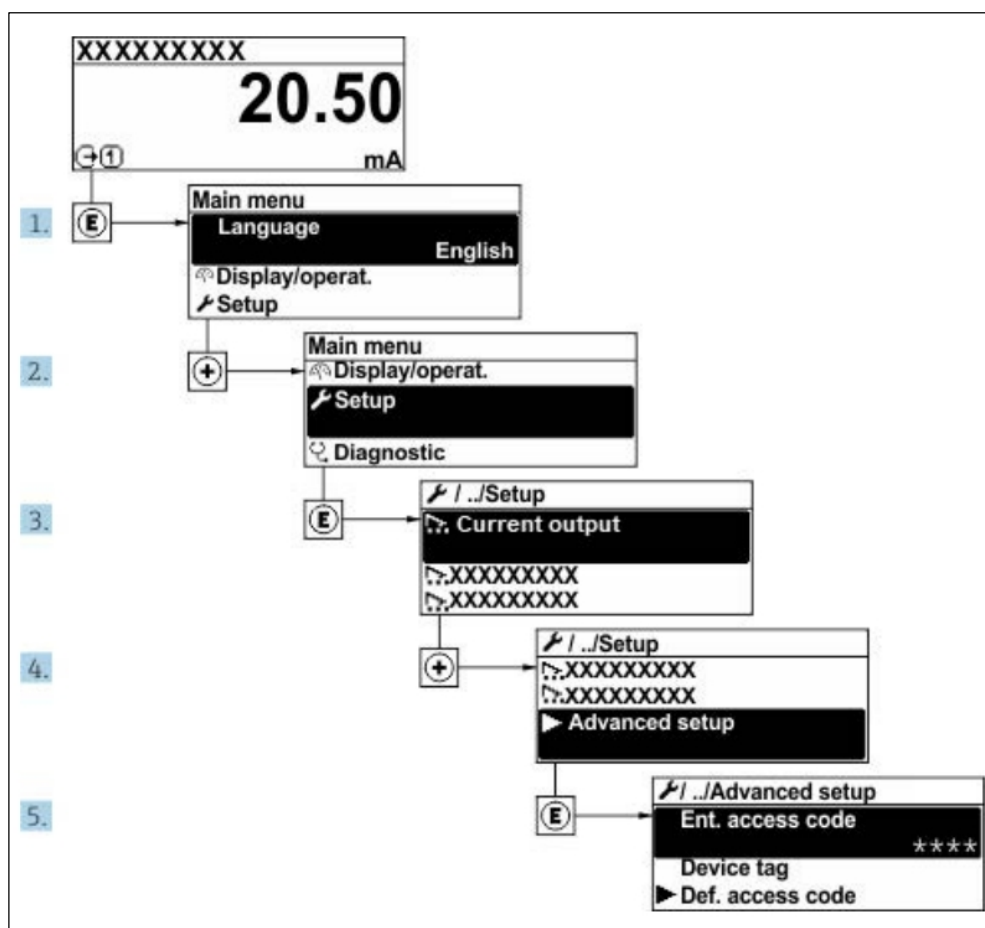 XXXXXXXXX
20.50
1 mA
1. E
Main menu
Language
English
Display/operat.
Setup
2. +
Main menu
Display/operat.
Setup
Diagnostic
3. E
/ ../Setup
Current output
XXXXXXXXX
XXXXXXXXX
4. +
/ ../Setup
XXXXXXXXX
XXXXXXXXX
Advanced setup
5. E
/ ../Advanced setup
Ent. access code
****
Device tag
Def. access code